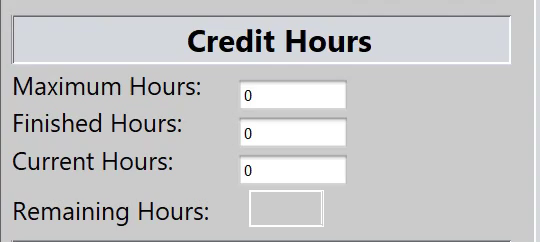 Credit Hours
Maximum Hours: 0
Finished Hours: 0
Current Hours: 0
Remaining Hours: